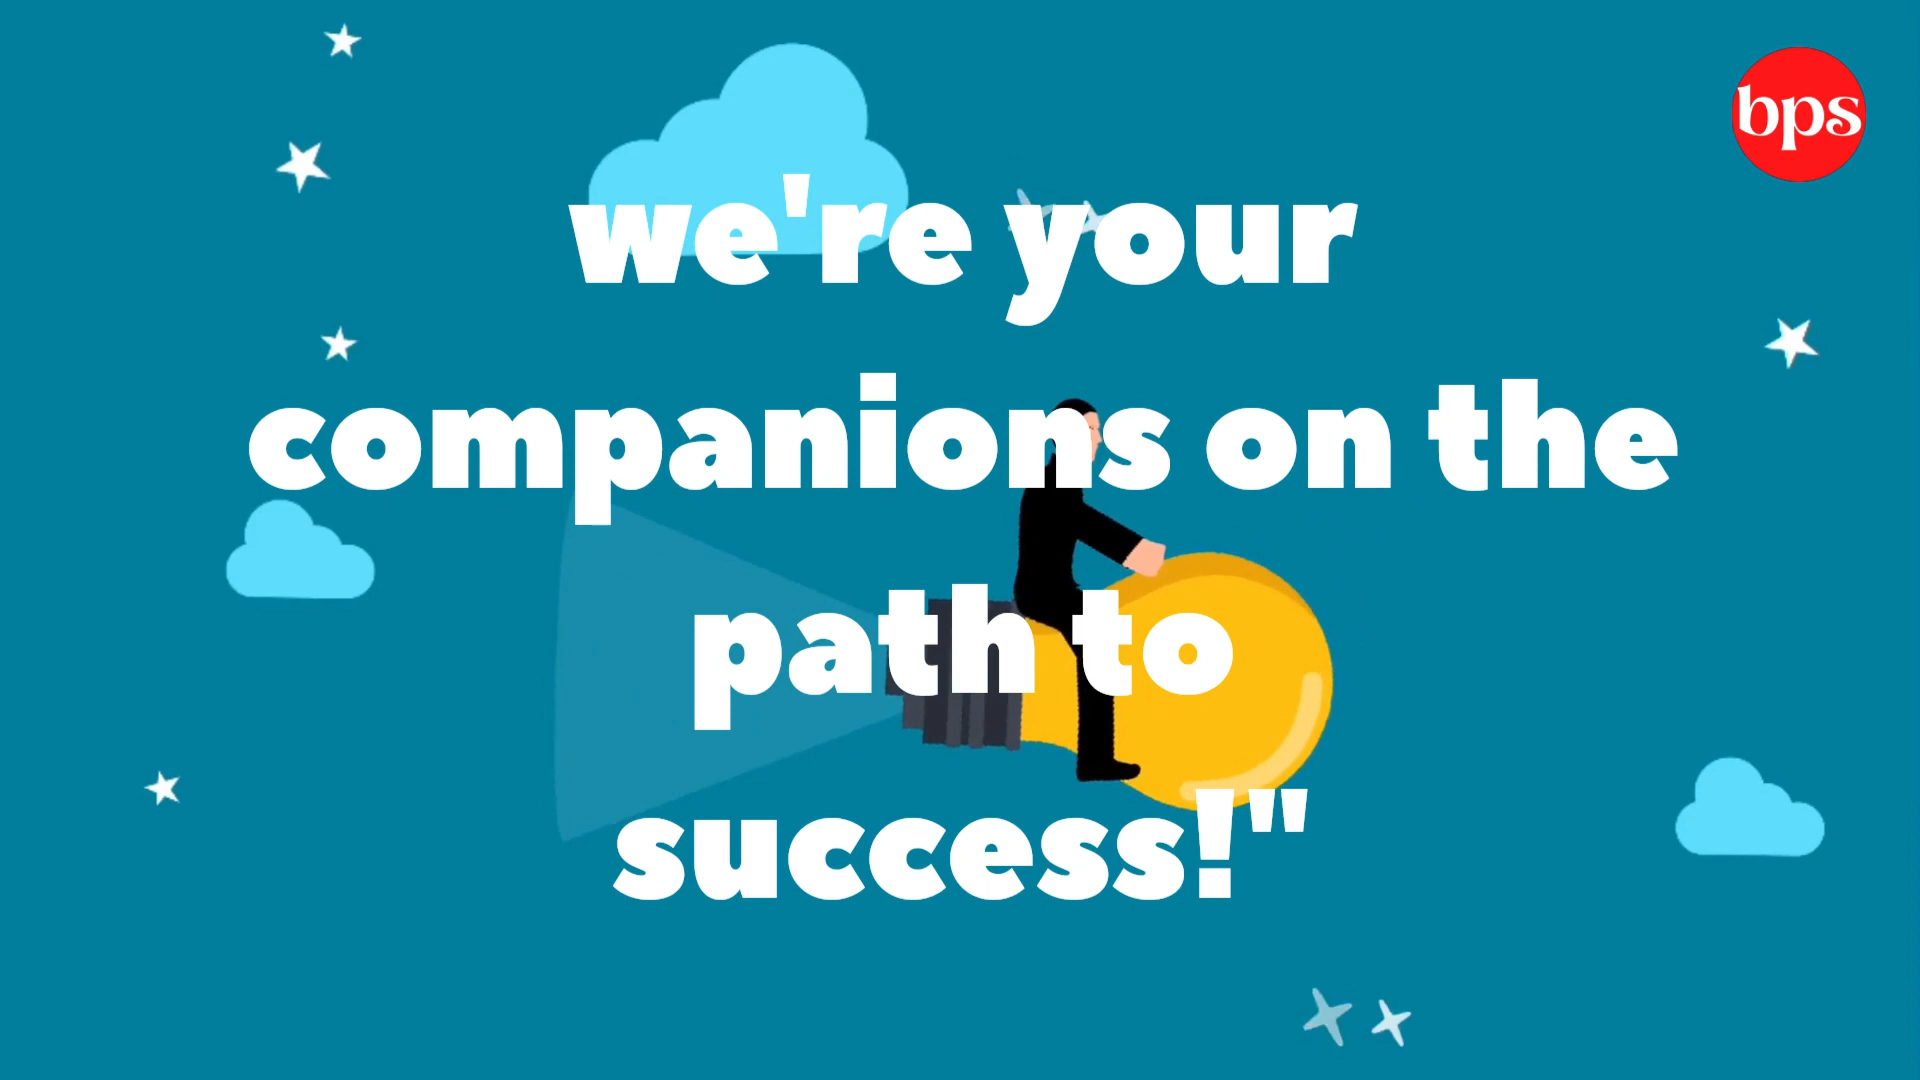 bps
we're your
companions on the
path to
success!"